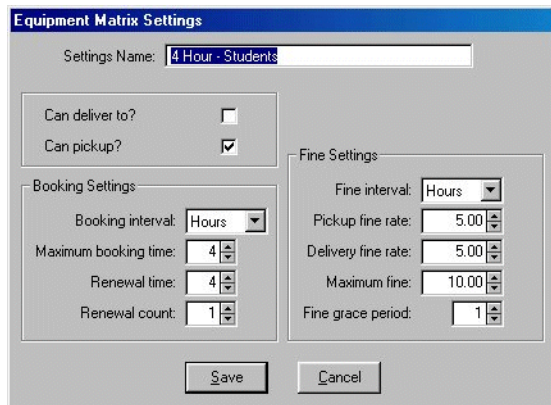 Equipment Matrix Settings
Settings Name: 4 Hour - Students
Can deliver to?
Can pickup?
Booking Settings
Booking interval: Hours
Maximum booking time: 4
Renewal time: 4
Renewal count: 1
Fine Settings
Fine interval: Hours
Pickup fine rate: 5.00
Delivery fine rate: 5.00
Maximum fine: 10.00
Fine grace period: 1
Save Cancel